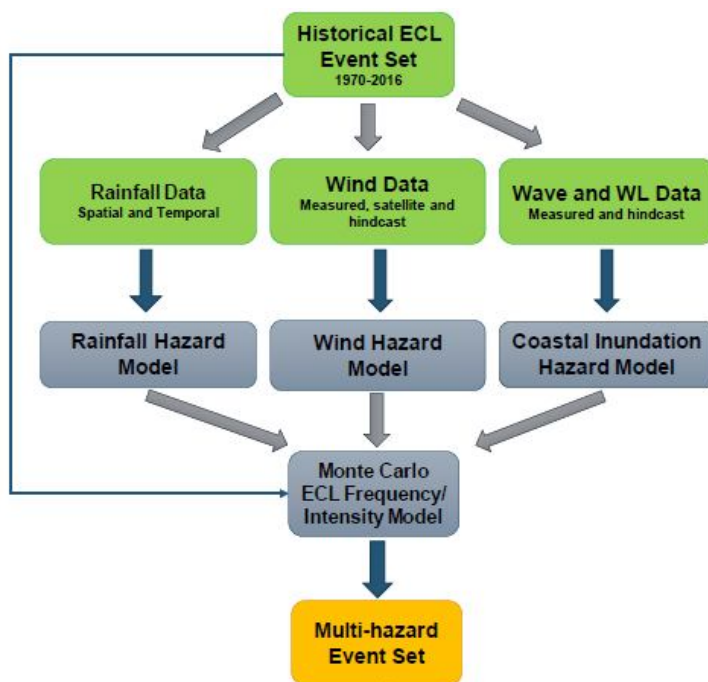 Historical ECL
Event Set
1970-2016
Rainfall Data
Spatial and Temporal
Wind Data
Measured, satellite and
hindcast
Wave and WL Data
Measured and hindcast
Rainfall Hazard
Model
Wind Hazard
Model
Coastal Inundation
Hazard Model
Monte Carlo
ECL Frequency/
Intensity Model
Multi-hazard
Event Set